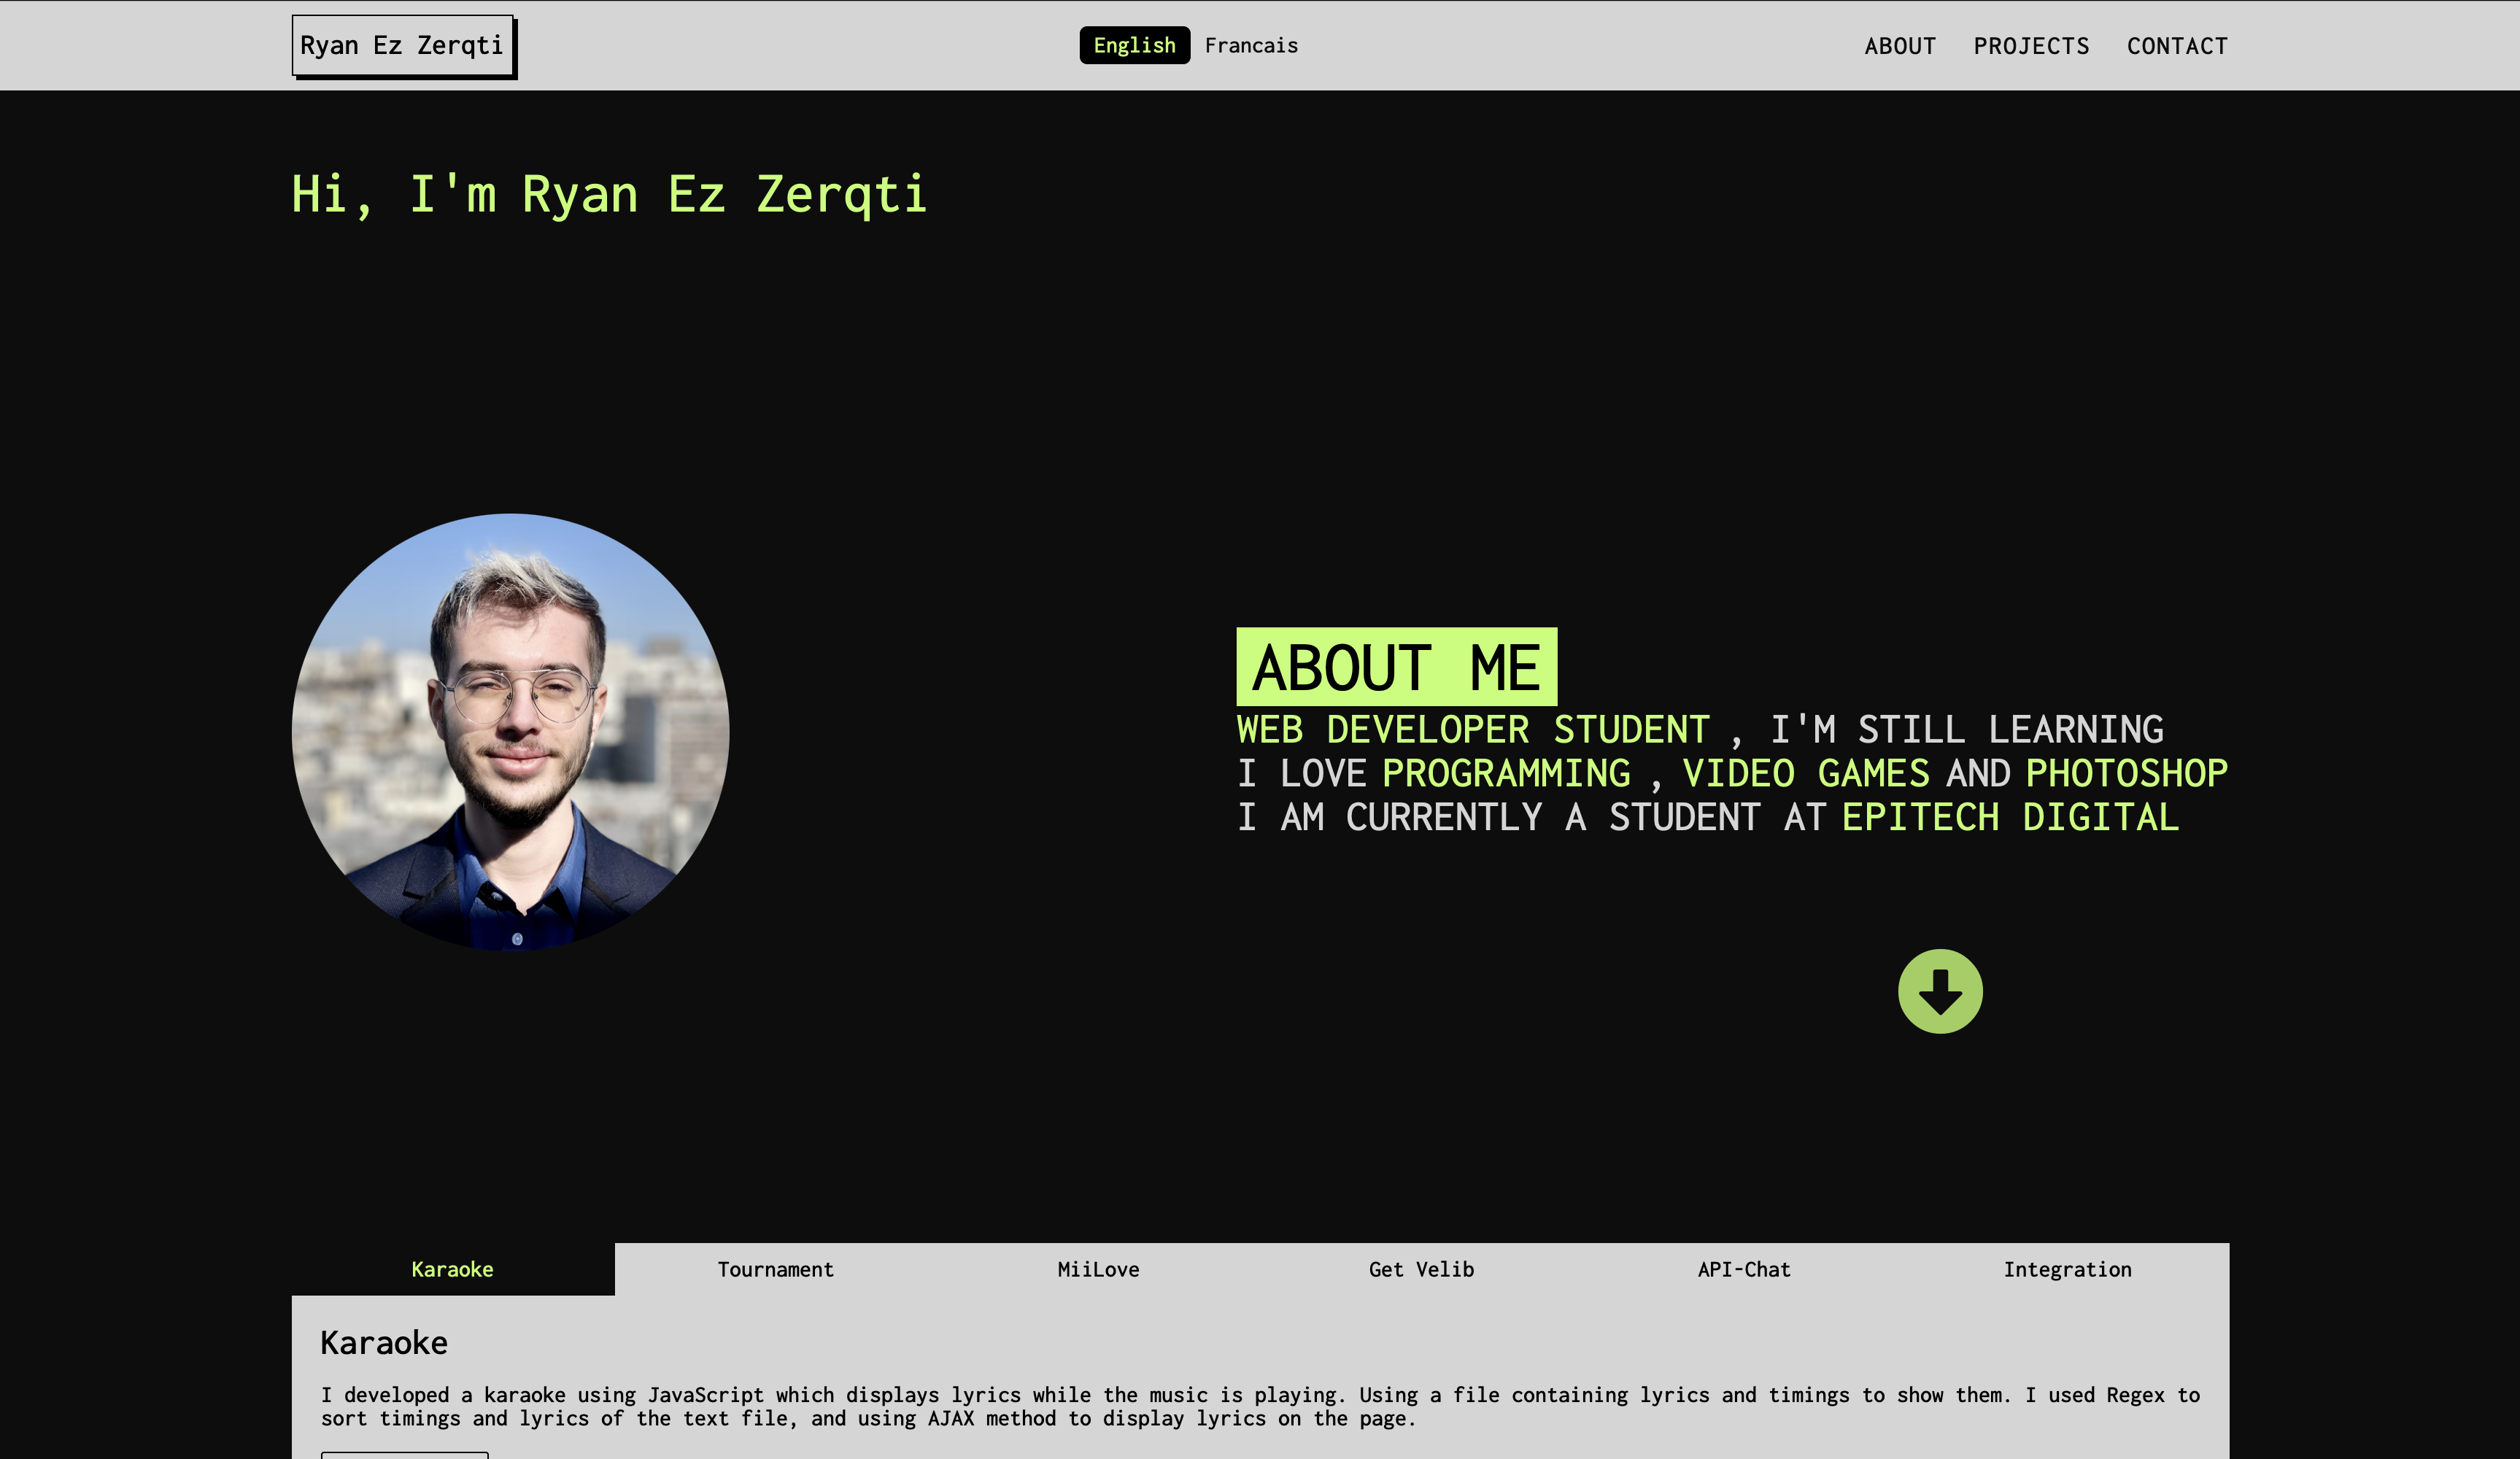 Ryan Ez Zerqti
English Francais
ABOUT PROJECTS CONTACT
Hi, I'm Ryan Ez Zerqti
ABOUT ME
WEB DEVELOPER STUDENT , I'M STILL LEARNING
I LOVE PROGRAMMING , VIDEO GAMES AND PHOTOSHOP
I AM CURRENTLY A STUDENT AT EPITECH DIGITAL
Karaoke Tournament MiiLove Get Velib API-Chat Integration
Karaoke
I developed a karaoke using JavaScript which displays lyrics while the music is playing. Using a file containing lyrics and timings to show them. I used Regex to
sort timings and lyrics of the text file, and using AJAX method to display lyrics on the page.